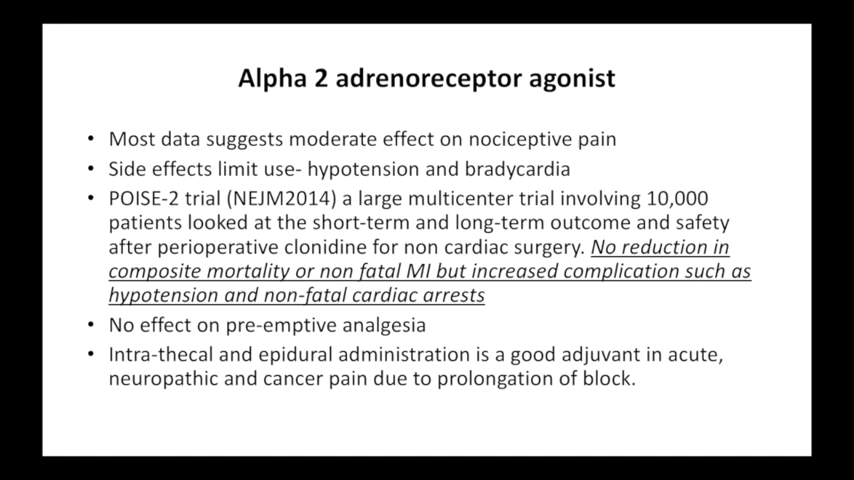 Alpha 2 adrenoreceptor agonist
• Most data suggests moderate effect on nociceptive pain
• Side effects limit use- hypotension and bradycardia
• POISE-2 trial (NEJM2014) a large multicenter trial involving 10,000
patients looked at the short-term and long-term outcome and safety
after perioperative clonidine for non cardiac surgery. No reduction in
composite mortality or non fatal MI but increased complication such as
hypotension and non-fatal cardiac arrests
• No effect on pre-emptive analgesia
• Intra-thecal and epidural administration is a good adjuvant in acute,
neuropathic and cancer pain due to prolongation of block.